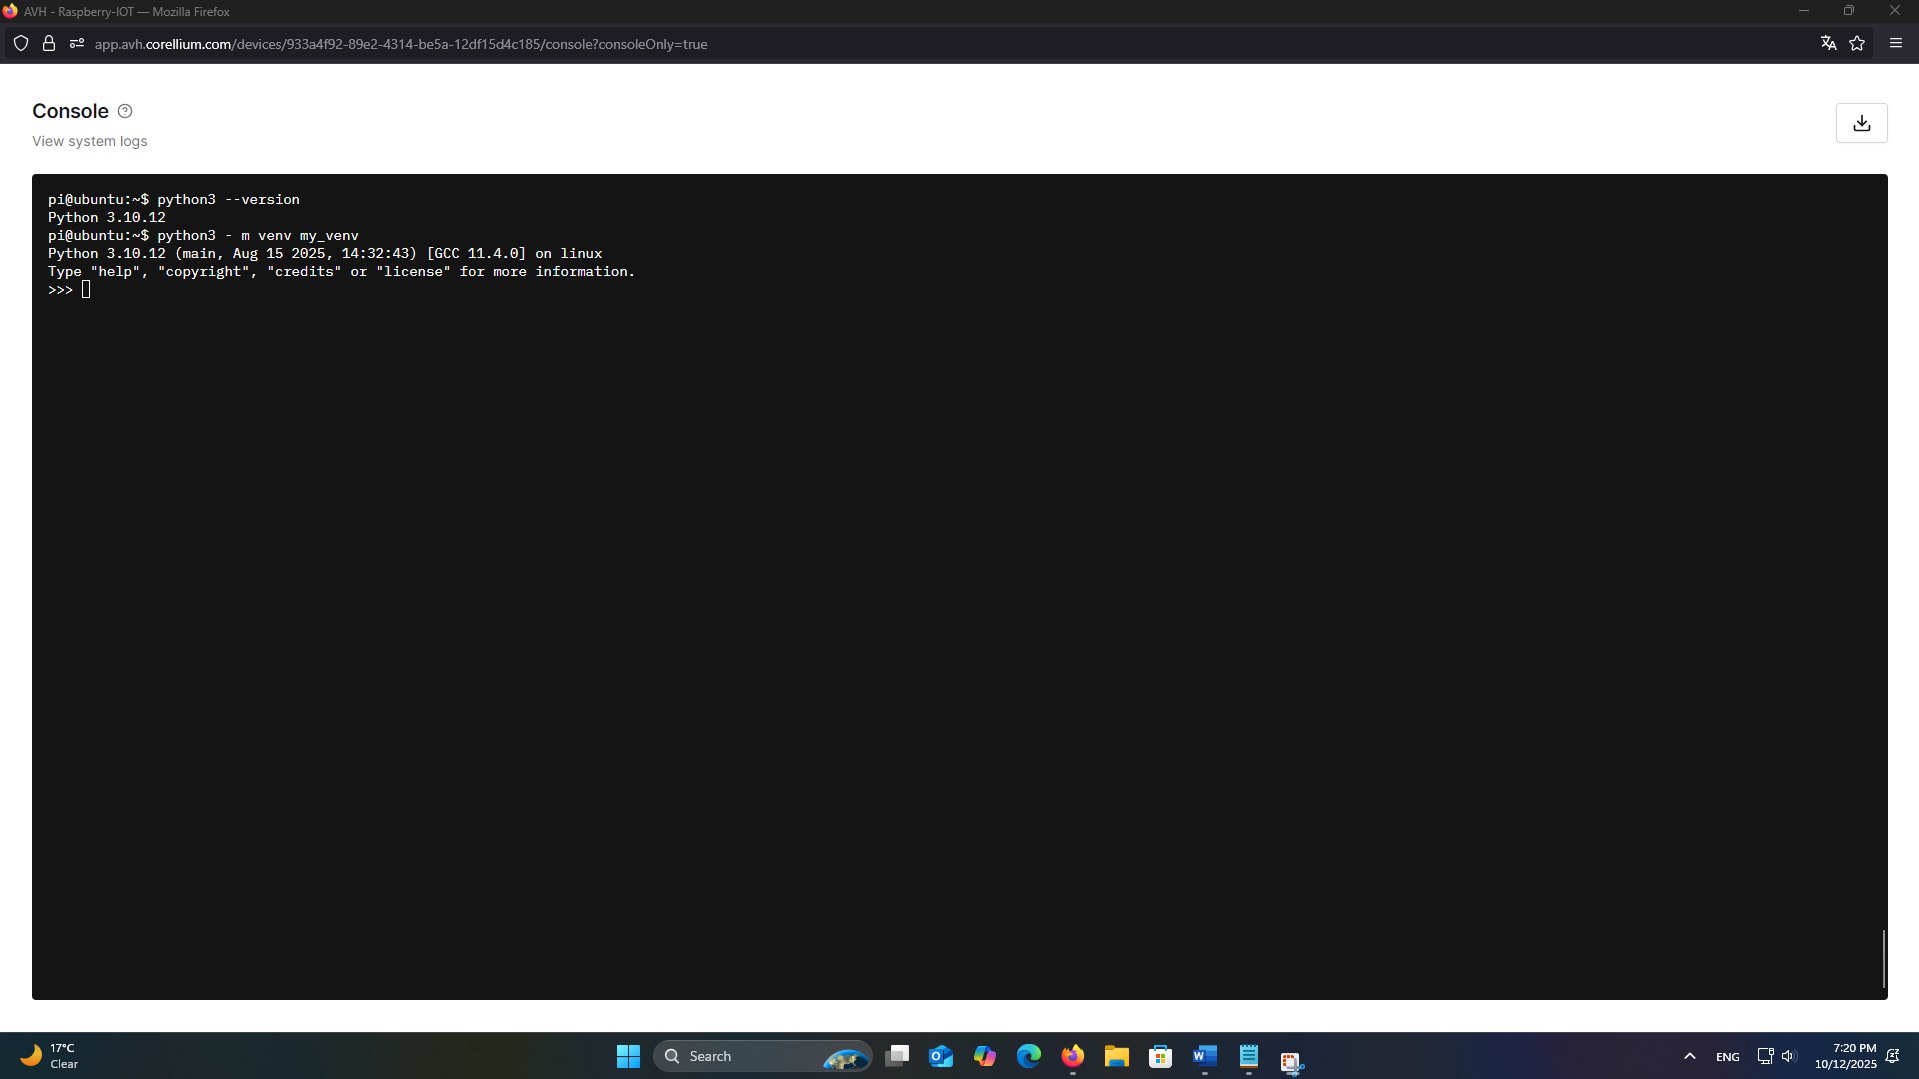 AVH - Raspberry-IOT — Mozilla Firefox
app.avh.corellium.com/devices/933a4f92-89e2-4314-be5a-12df15d4c185/console?consoleOnly=true
Console
View system logs
pi@ubuntu:~$ python3 --version
Python 3.10.12
pi@ubuntu:~$ python3 - m venv my_venv
Python 3.10.12 (main, Aug 15 2025, 14:32:43) [GCC 11.4.0] on linux
Type "help", "copyright", "credits" or "license" for more information.
>>>
17°C
Clear
Search
ENG
7:20 PM
10/12/2025